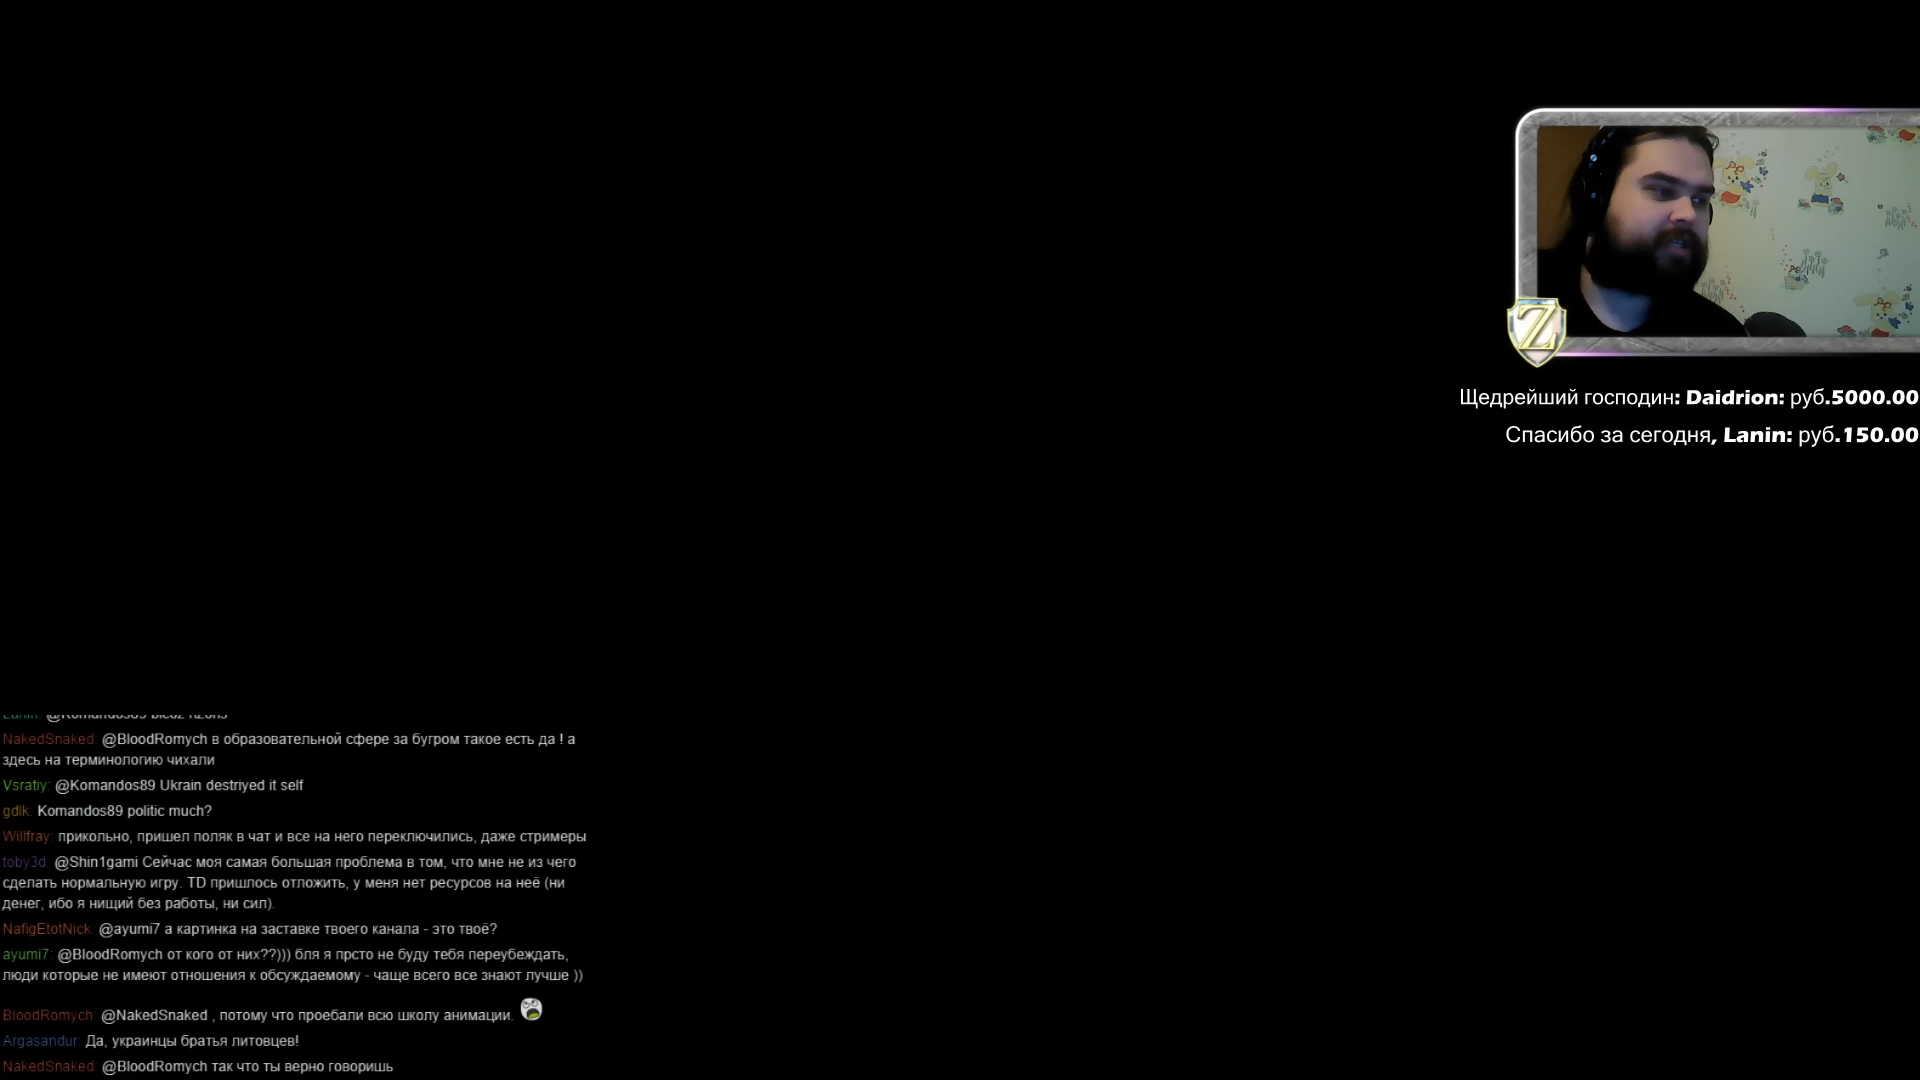 Z
Щедрейший господин: Daidrion: руб.5000.00
Спасибо за сегодня, Lanin: руб.150.00
Lanin: @Komandos89
NakedSnaked: @BloodRomych в образовательной сфере за бугром такое есть да ! а
здесь на терминологию чихали
Vsratiy: @Komandos89 Ukrain destriyed it self
gdlk: Komandos89 politic much?
Willfray: прикольно, пришел поляк в чат и все на него переключились, даже стримеры
toby3d: @Shin1gami Сейчас моя самая большая проблема в том, что мне не из чего
сделать нормальную игру. TD пришлось отложить, у меня нет ресурсов на неё (ни
денег, ибо я нищий без работы, ни сил).
NafigEtotNick: @ayumi7 а картинка на заставке твоего канала - это твоё?
ayumi7: @BloodRomych от кого от них??))) бля я прсто не буду тебя переубеждать,
люди которые не имеют отношения к обсуждаемому - чаще всего все знают лучше ))
BloodRomych: @NakedSnaked , потому что проебали всю школу анимации.
Argasandur: Да, украинцы братья литовцев!
NakedSnaked: @BloodRomych так что ты верно говоришь